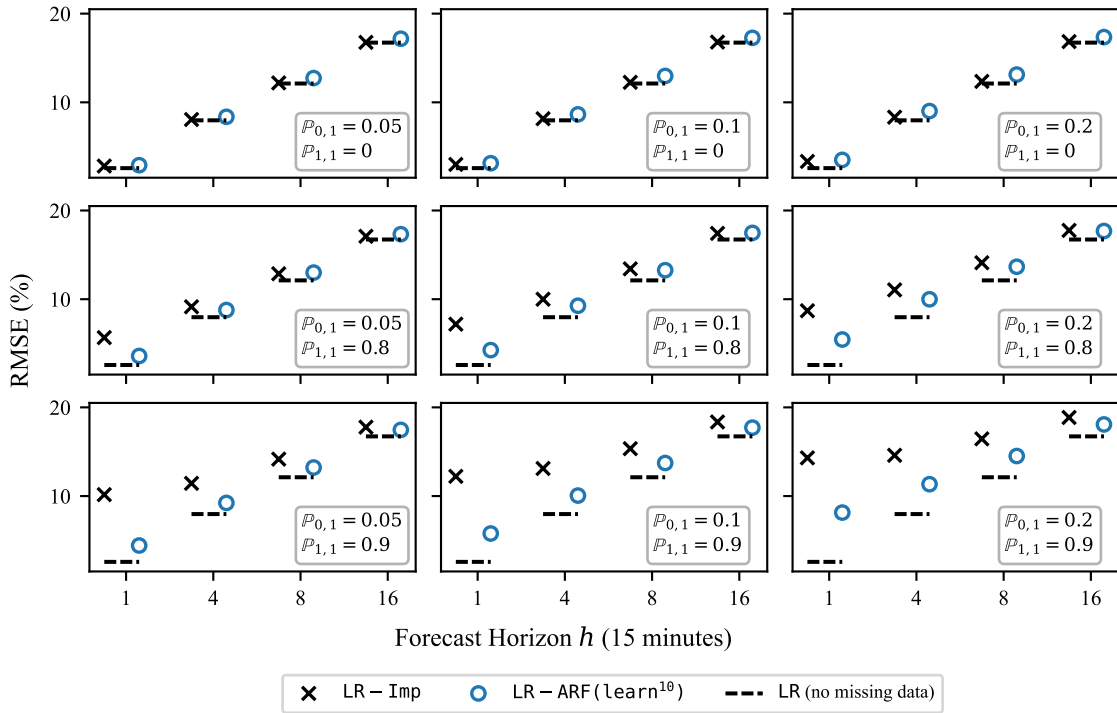 20
10
ℙ0, 1 = 0.05
ℙ1, 1 = 0
ℙ0, 1 = 0.1
ℙ1, 1 = 0
ℙ0, 1 = 0.2
ℙ1, 1 = 0
20
10
ℙ0, 1 = 0.05
ℙ1, 1 = 0.8
ℙ0, 1 = 0.1
ℙ1, 1 = 0.8
ℙ0, 1 = 0.2
ℙ1, 1 = 0.8
RMSE (%)
20
10
ℙ0, 1 = 0.05
ℙ1, 1 = 0.9
ℙ0, 1 = 0.1
ℙ1, 1 = 0.9
ℙ0, 1 = 0.2
ℙ1, 1 = 0.9
1 4 8 16
1 4 8 16
1 4 8 16
Forecast Horizon h (15 minutes)
LR − Imp
LR − ARF(learn¹⁰)
LR (no missing data)